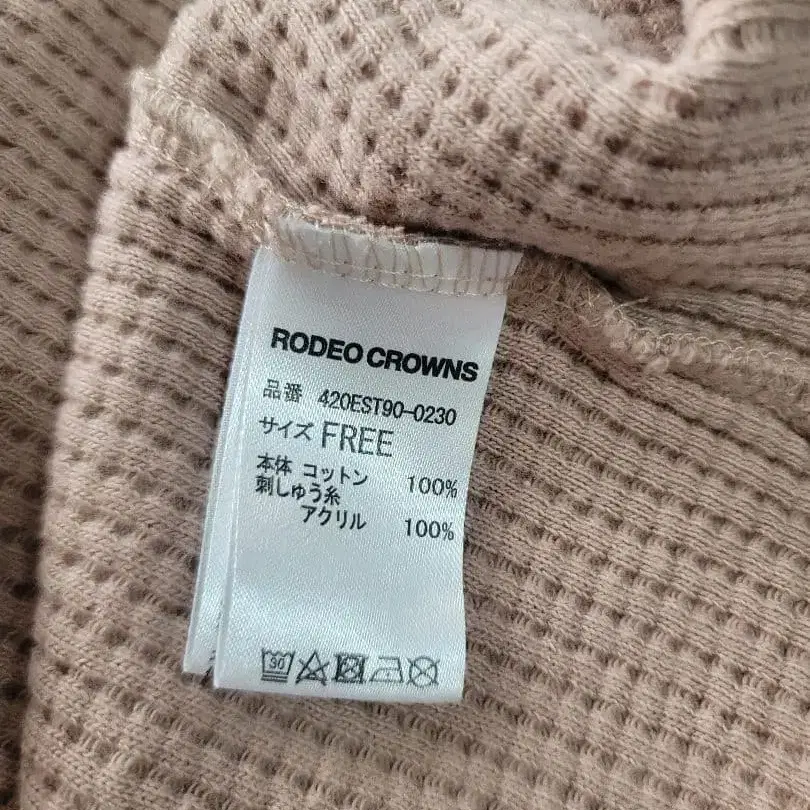 RODEO CROWNS
品番 420EST90-0230
サイズ FREE
本体 コットン 100%
刺しゅう糸
アクリル 100%
30